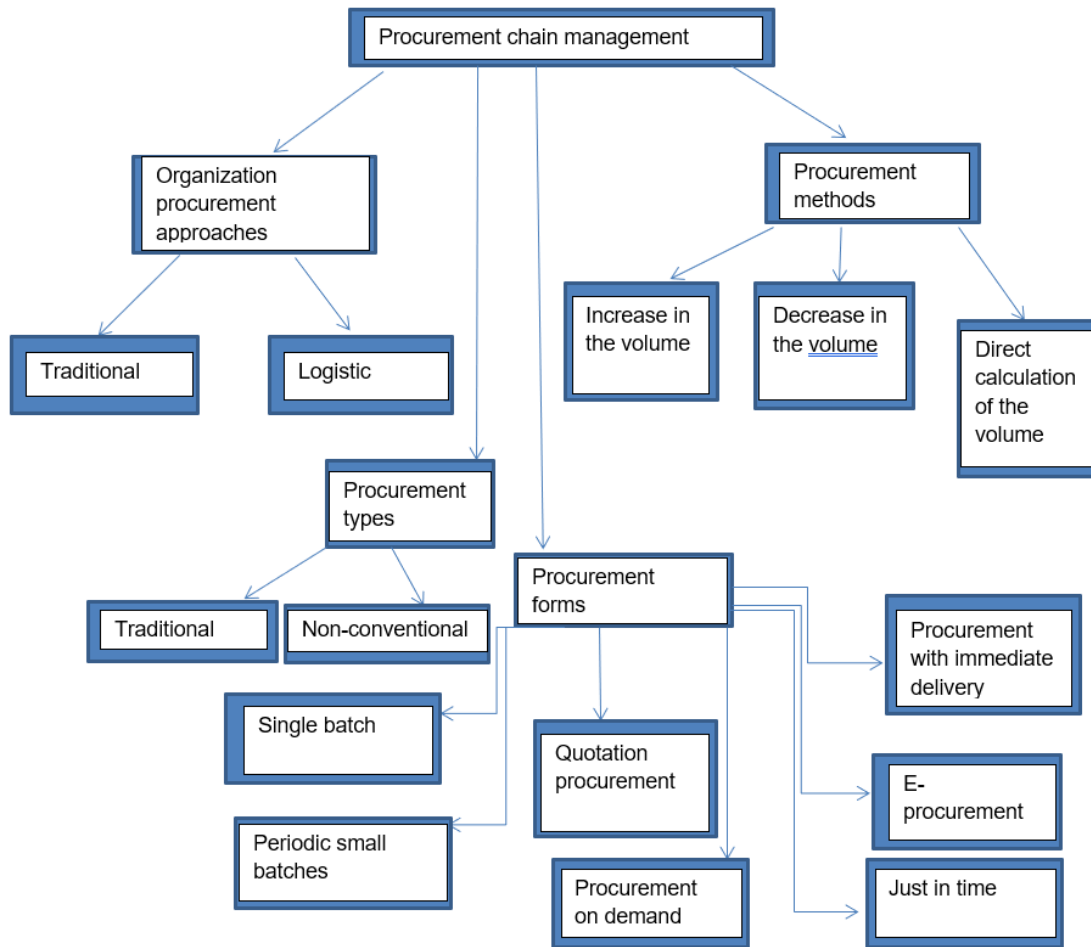 Procurement chain management
Organization
procurement
approaches
Procurement
methods
Increase in
the volume
Decrease in
the volume
Direct
calculation
of the
volume
Traditional
Logistic
Procurement
types
Procurement
forms
Traditional
Non-conventional
Procurement
with immediate
delivery
Single batch
Quotation
procurement
E-
procurement
Periodic small
batches
Procurement
on demand
Just in time